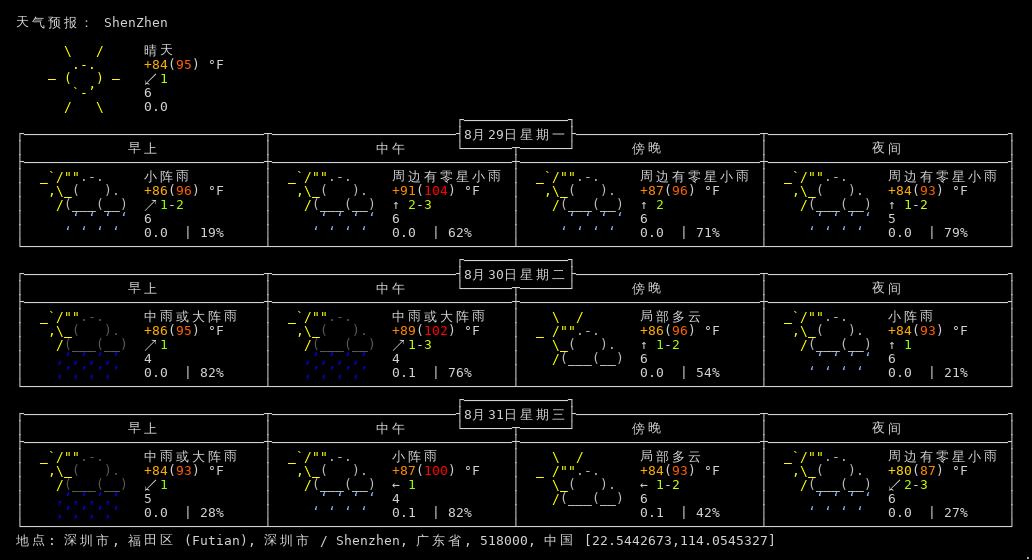 天气预报： ShenZhen
晴天
+84(95) °F
↙1
6
0.0
8月29日星期一
早上 中午 傍晚 夜间
小阵雨 周边有零星小雨 周边有零星小雨 周边有零星小雨
+86(96) °F +91(104) °F +87(96) °F +84(93) °F
↗1-2 ↑ 2-3 ↑ 2 ↑ 1-2
6 6 6 5
0.0 | 19% 0.0 | 62% 0.0 | 71% 0.0 | 79%
8月30日星期二
早上 中午 傍晚 夜间
中雨或大阵雨 中雨或大阵雨 局部多云 小阵雨
+86(95) °F +89(102) °F +86(96) °F +84(93) °F
↗1 ↗1-3 ↑ 1-2 ↑ 1
4 4 6 6
0.0 | 82% 0.1 | 76% 0.0 | 54% 0.0 | 21%
8月31日星期三
早上 中午 傍晚 夜间
中雨或大阵雨 小阵雨 局部多云 周边有零星小雨
+84(93) °F +87(100) °F +84(93) °F +80(87) °F
↙1 ← 1 ← 1-2 ↙2-3
5 4 6 6
0.0 | 28% 0.1 | 82% 0.1 | 42% 0.0 | 27%
地点: 深圳市, 福田区 (Futian), 深圳市 / Shenzhen, 广东省, 518000, 中国 [22.5442673,114.0545327]